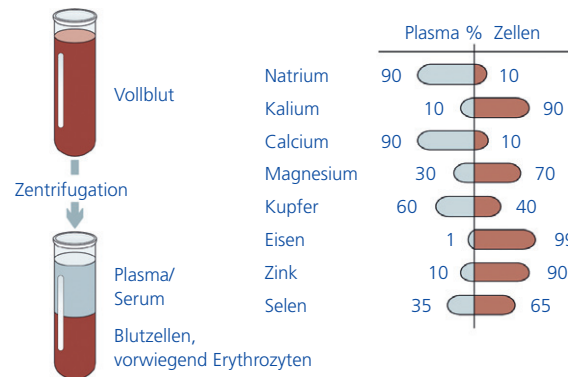 Vollblut
Zentrifugation
Plasma/
Serum
Blutzellen,
vorwiegend Erythrozyten
Plasma % Zellen
Natrium 90 10
Kalium 10 90
Calcium 90 10
Magnesium 30 70
Kupfer 60 40
Eisen 1 99
Zink 10 90
Selen 35 65